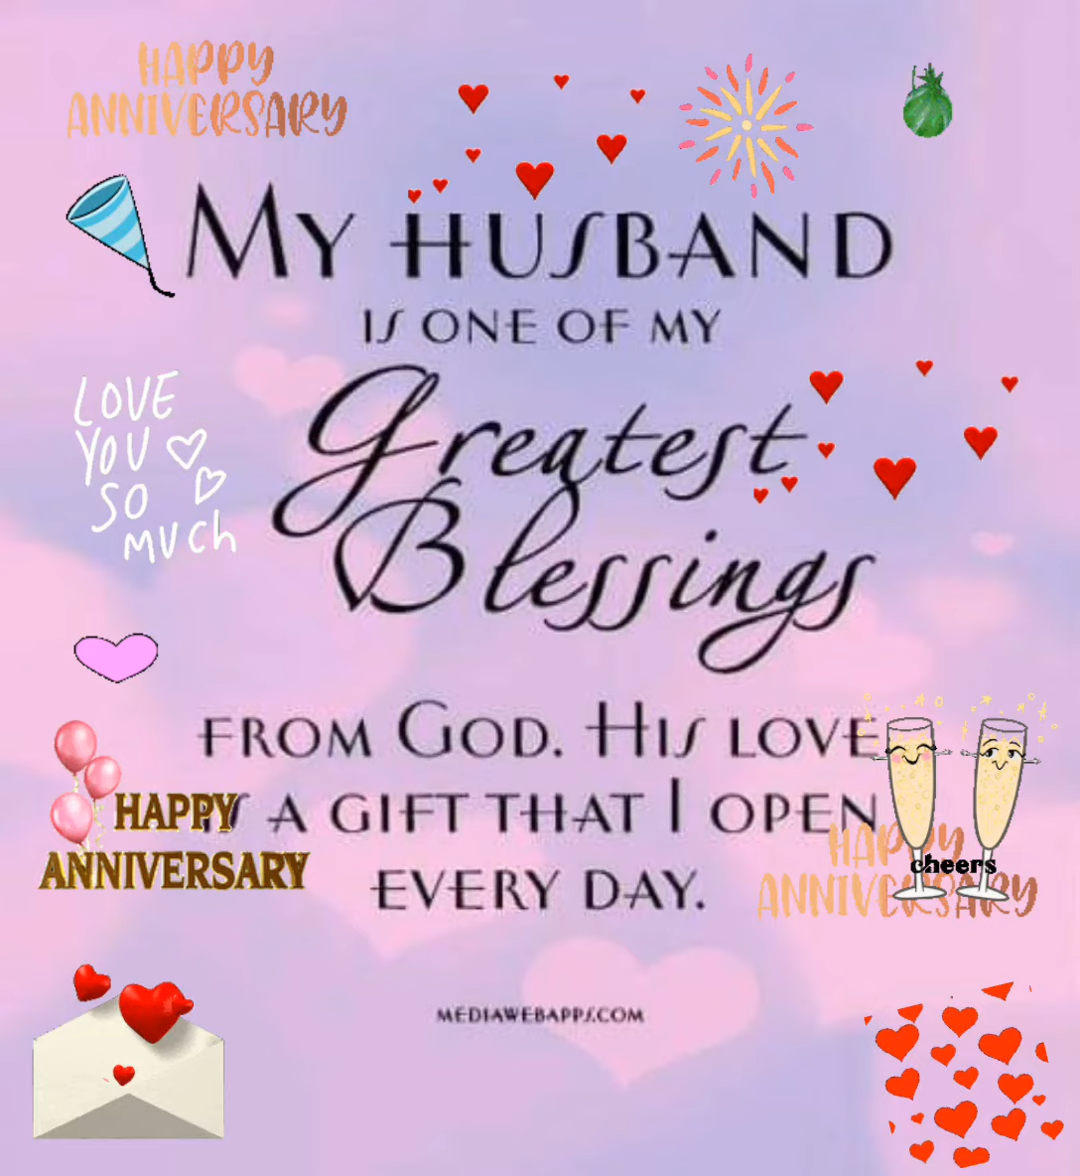 HAPPY
ANNIVERSARY
MY HUSBAND
IS ONE OF MY
Greatest
Blessings
LOVE
YOU
SO
MUCh
FROM GOD. HIS LOVE
IS A GIFT THAT I OPEN
EVERY DAY.
HAPPY
ANNIVERSARY
HAPPY
ANNIVERSARY
cheers
MEDIAWEBAPPS.COM